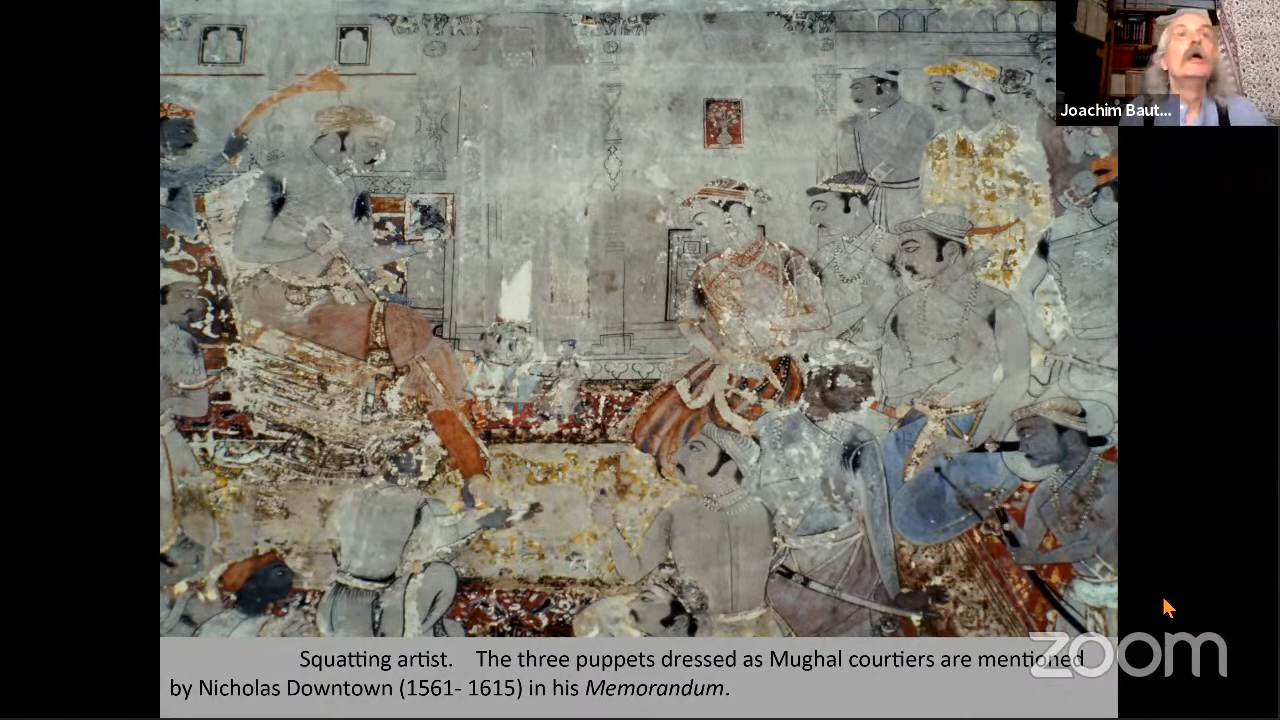 Joachim Baut...
Squatting artist. The three puppets dressed as Mughal courtiers are mentioned
by Nicholas Downtown (1561- 1615) in his Memorandum.
zoom